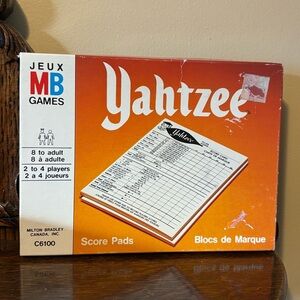 JEUX
MB
GAMES
8 to adult
8 à adulte
2 to 4 players
2 a 4 joueurs
MILTON BRADLEY
CANADA, INC.
C6100
Yahtzee
Yahtzee
Score Pads
Blocs de Marque